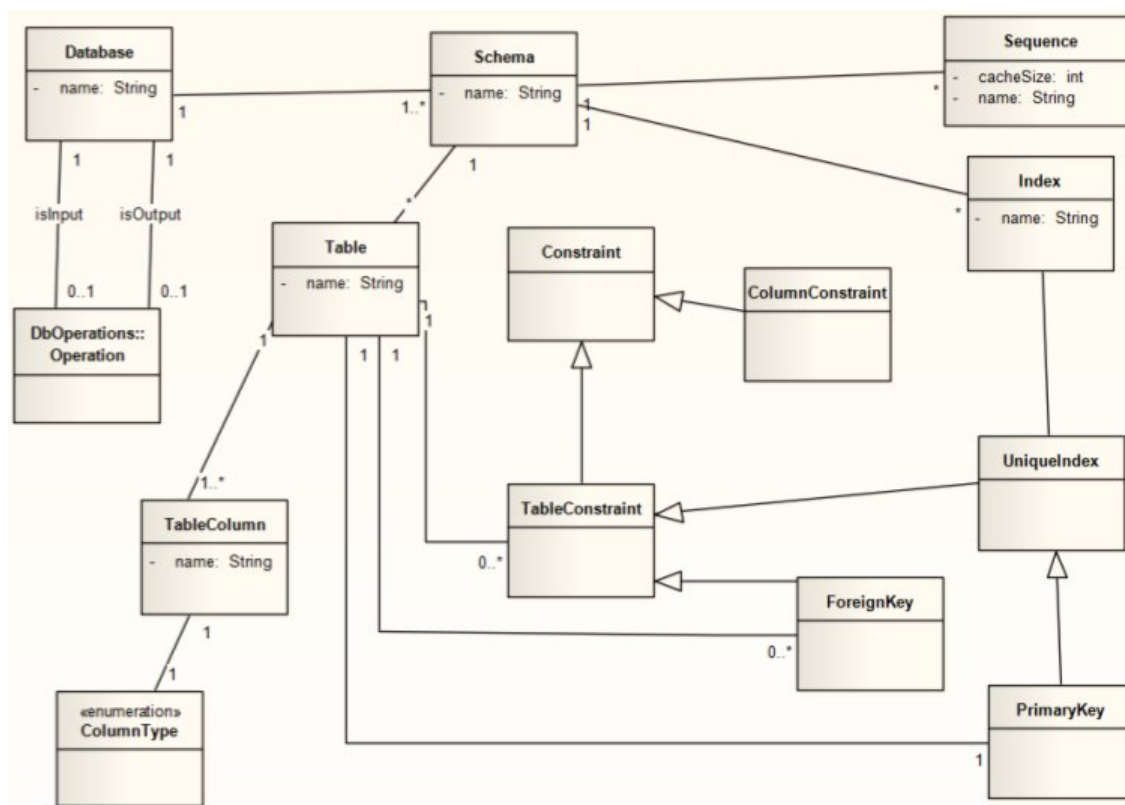 Database
- name: String
1
1..*
Schema
- name: String
1
*
Sequence
- cacheSize: int
- name: String
1
*
Index
- name: String
1
*
1
isInput
0..1
1
isOutput
0..1
DbOperations::
Operation
Table
- name: String
1
1..*
TableColumn
- name: String
1
1
«enumeration»
ColumnType
1
0..*
Constraint
ColumnConstraint
TableConstraint
UniqueIndex
1
0..*
ForeignKey
1
1
PrimaryKey